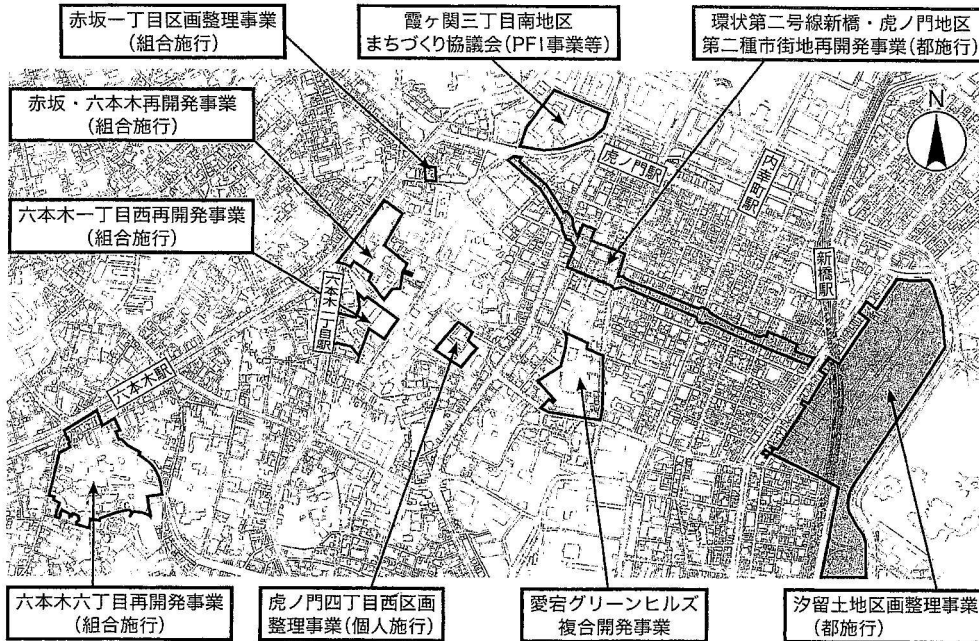 赤坂一丁目区画整理事業
(組合施行)
霞ヶ関三丁目南地区
まちづくり協議会(PFI事業等)
環状第二号線新橋・虎ノ門地区
第二種市街地再開発事業(都施行)
赤坂・六本木再開発事業
(組合施行)
N
虎ノ門駅
内幸町駅
六本木一丁目西再開発事業
(組合施行)
新橋駅
六本木一丁目駅
六本木駅
六本木六丁目再開発事業
(組合施行)
虎ノ門四丁目西区画
整理事業(個人施行)
愛宕グリーンヒルズ
複合開発事業
汐留土地区画整理事業
(都施行)